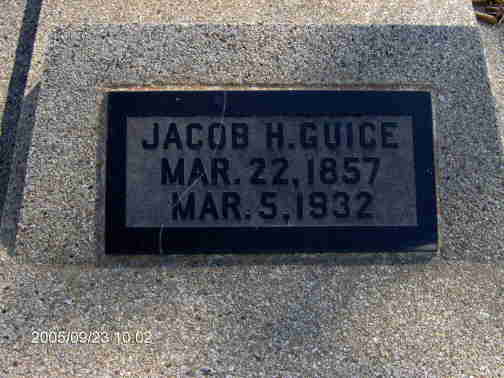 JACOB H. GUICE
MAR. 22, 1857
MAR. 5, 1932
2005/09/23 10:02